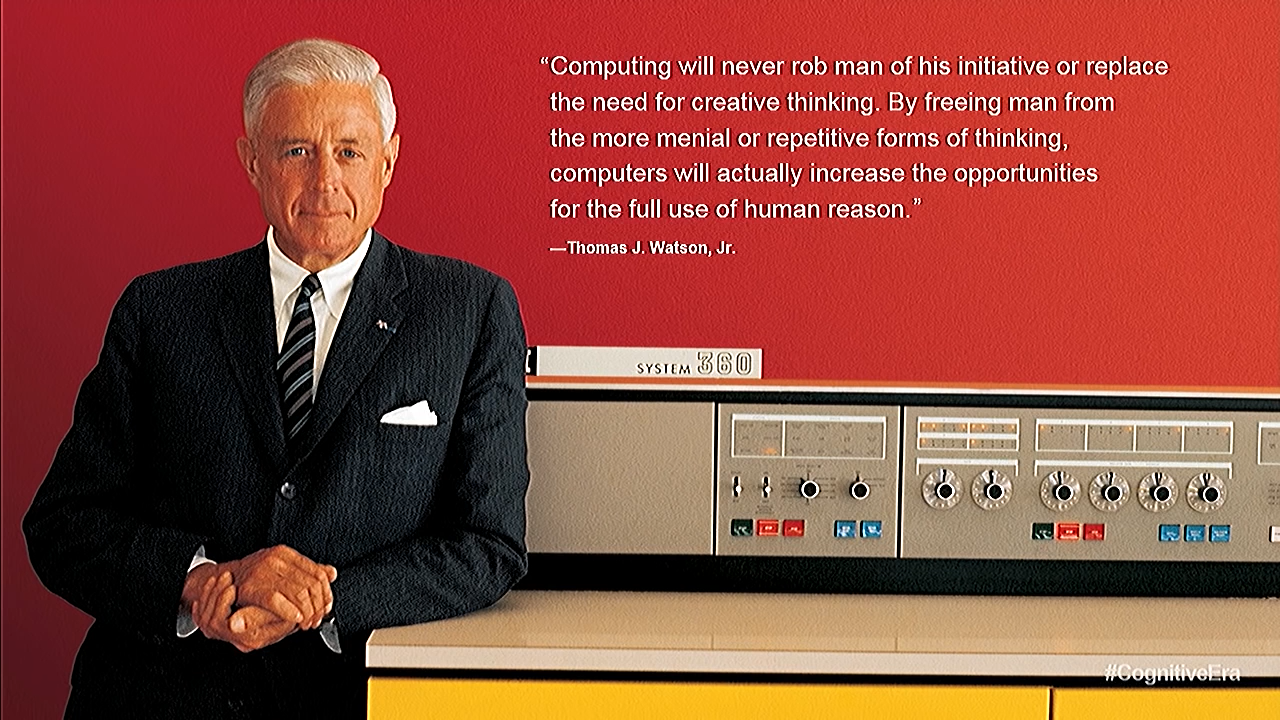 “Computing will never rob man of his initiative or replace
the need for creative thinking. By freeing man from
the more menial or repetitive forms of thinking,
computers will actually increase the opportunities
for the full use of human reason.”
—Thomas J. Watson, Jr.
SYSTEM 360
#CognitiveEra